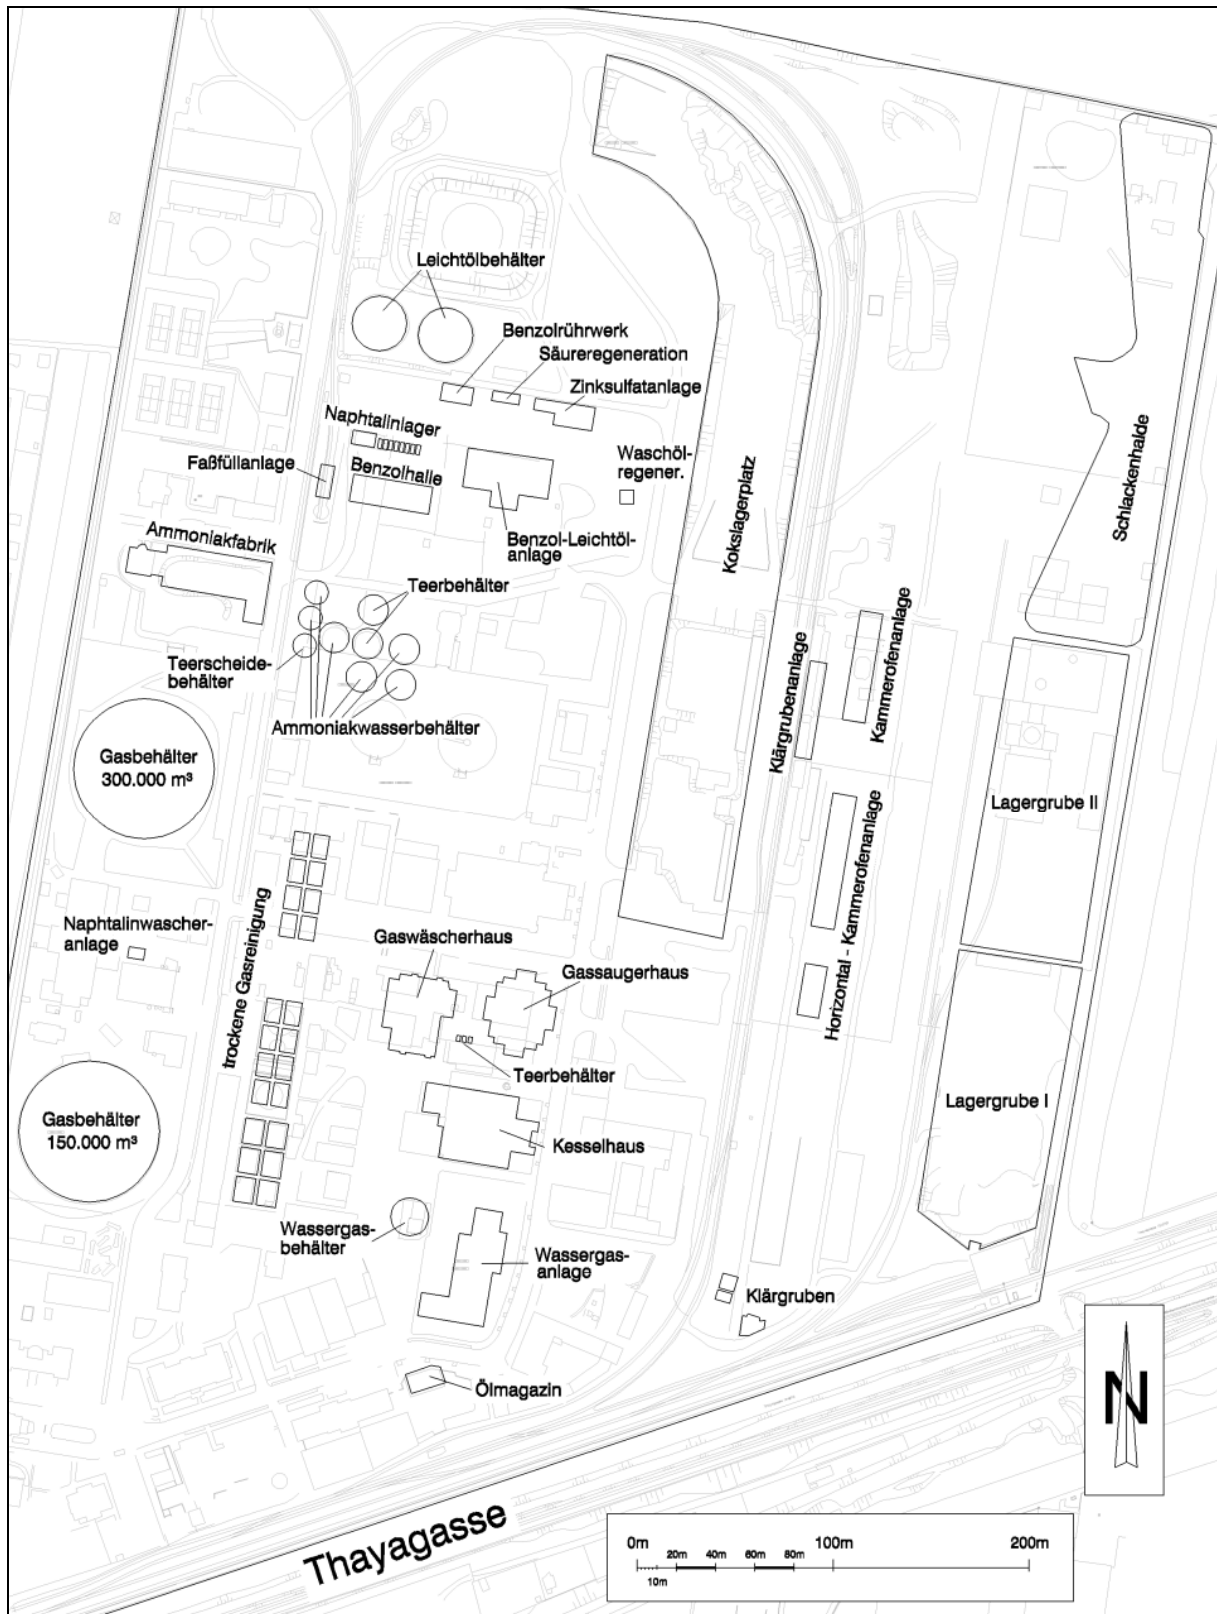 Leichtölbehälter
Benzolrührwerk
Säureregeneration
Zinksulfatanlage
Naphtalinlager
Faßfüllanlage
Benzolhalle
Waschöl-
regener.
Benzol-Leichtöl-
anlage
Ammoniakfabrik
Kokslagerplatz
Schlackenhalde
Teerbehälter
Teerscheide-
behälter
Ammoniakwasserbehälter
Klärgrubenanlage
Kammerofenanlage
Gasbehälter
300.000 m³
Lagergrube II
Horizontal - Kammerofenanlage
trockene Gasreinigung
Naphtalinwascher-
anlage
Gaswäscherhaus
Gassaugerhaus
Teerbehälter
Lagergrube I
Gasbehälter
150.000 m³
Kesselhaus
Wassergas-
behälter
Wassergas-
anlage
Klärgruben
Ölmagazin
N
Thayagasse
0m 100m 200m
20m 40m 60m 80m
10m